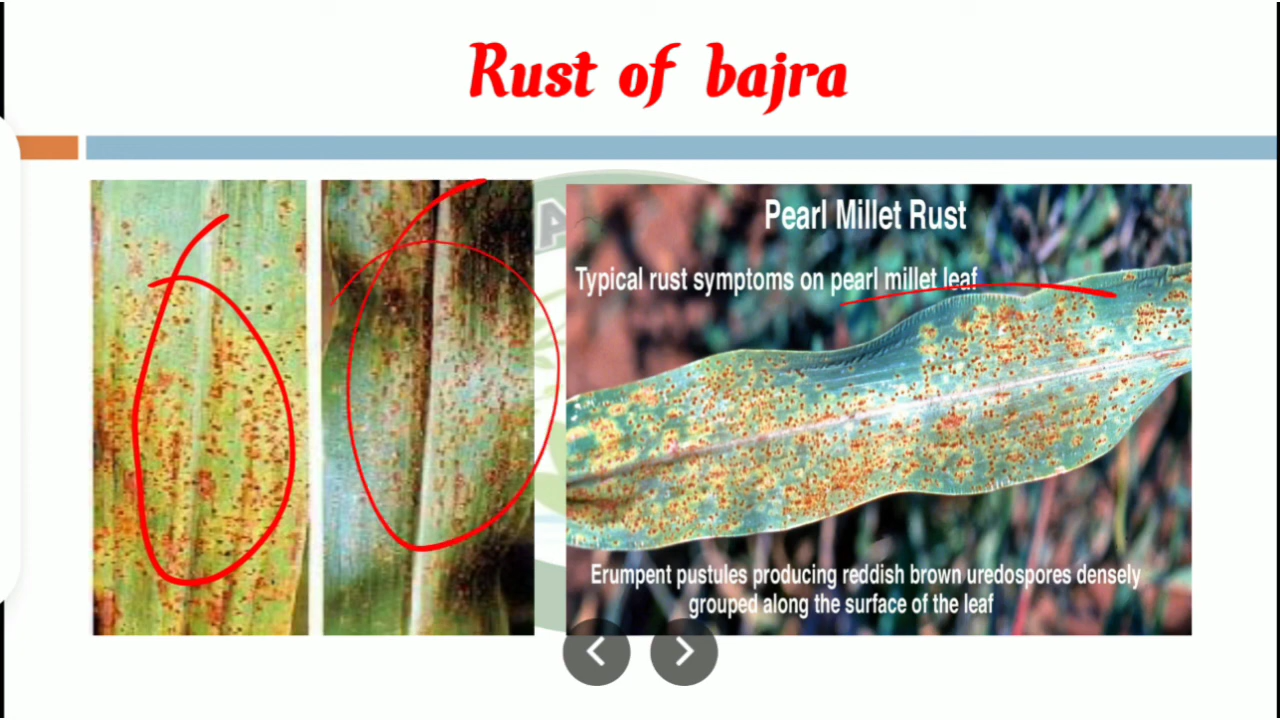 Rust of bajra
Pearl Millet Rust
Typical rust symptoms on pearl millet leaf
Erumpent pustules producing reddish brown uredospores densely
grouped along the surface of the leaf